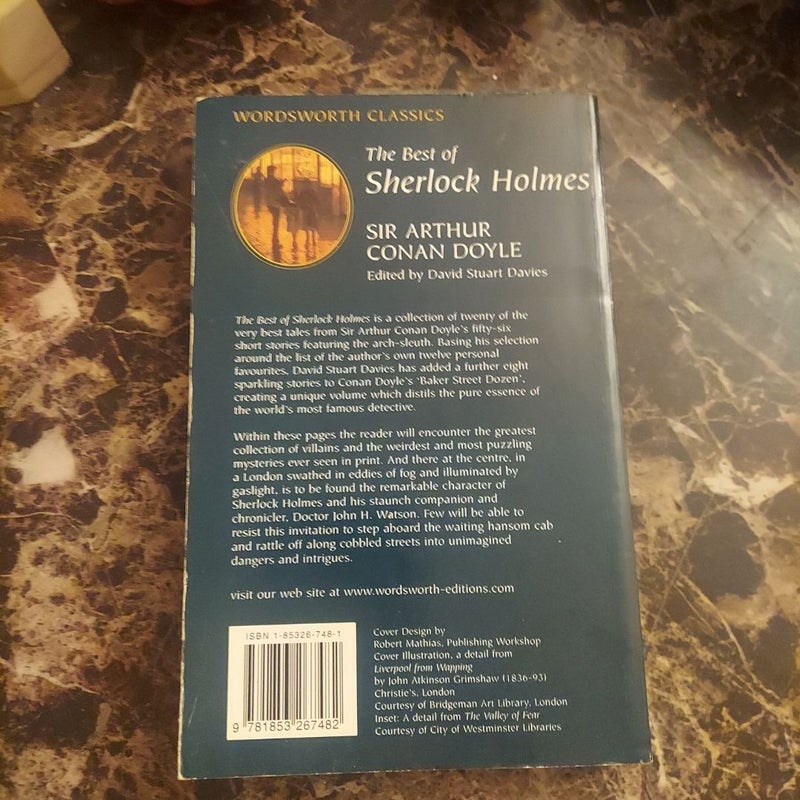 WORDSWORTH CLASSICS
The Best of
Sherlock Holmes
SIR ARTHUR
CONAN DOYLE
Edited by David Stuart Davies
The Best of Sherlock Holmes is a collection of twenty of the
very best tales from Sir Arthur Conan Doyle's fifty-six
short stories featuring the arch-sleuth. Basing his selection
around the list of the author's own twelve personal
favourites, David Stuart Davies has added a further eight
sparkling stories to Conan Doyle's 'Baker Street Dozen',
creating a unique volume which distils the pure essence of
the world's most famous detective.
Within these pages the reader will encounter the greatest
collection of villains and the weirdest and most puzzling
mysteries ever seen in print. And there at the centre, in
a London swathed in eddies of fog and illuminated by
gaslight, is to be found the remarkable character of
Sherlock Holmes and his staunch companion and
chronicler, Doctor John H. Watson. Few will be able to
resist this invitation to step aboard the waiting hansom cab
and rattle off along cobbled streets into unimagined
dangers and intrigues.
visit our web site at www.wordsworth-editions.com
ISBN 1-85326-748-1
9 781853 267482
Cover Design by
Robert Mathias, Publishing Workshop
Cover Illustration, a detail from
Liverpool from Wapping
by John Atkinson Grimshaw (1836-93)
Christie's, London
Courtesy of Bridgeman Art Library, London
Inset: A detail from The Valley of Fear
Courtesy of City of Westminster Libraries